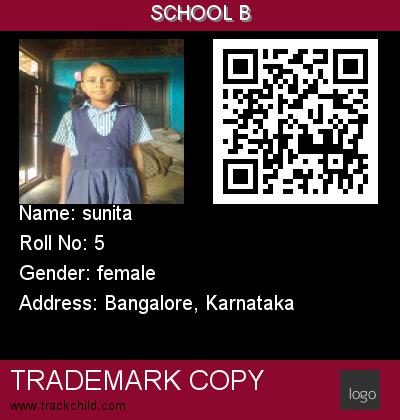 SCHOOL B
Name: sunita
Roll No: 5
Gender: female
Address: Bangalore, Karnataka
TRADEMARK COPY
logo
www.trackchild.com